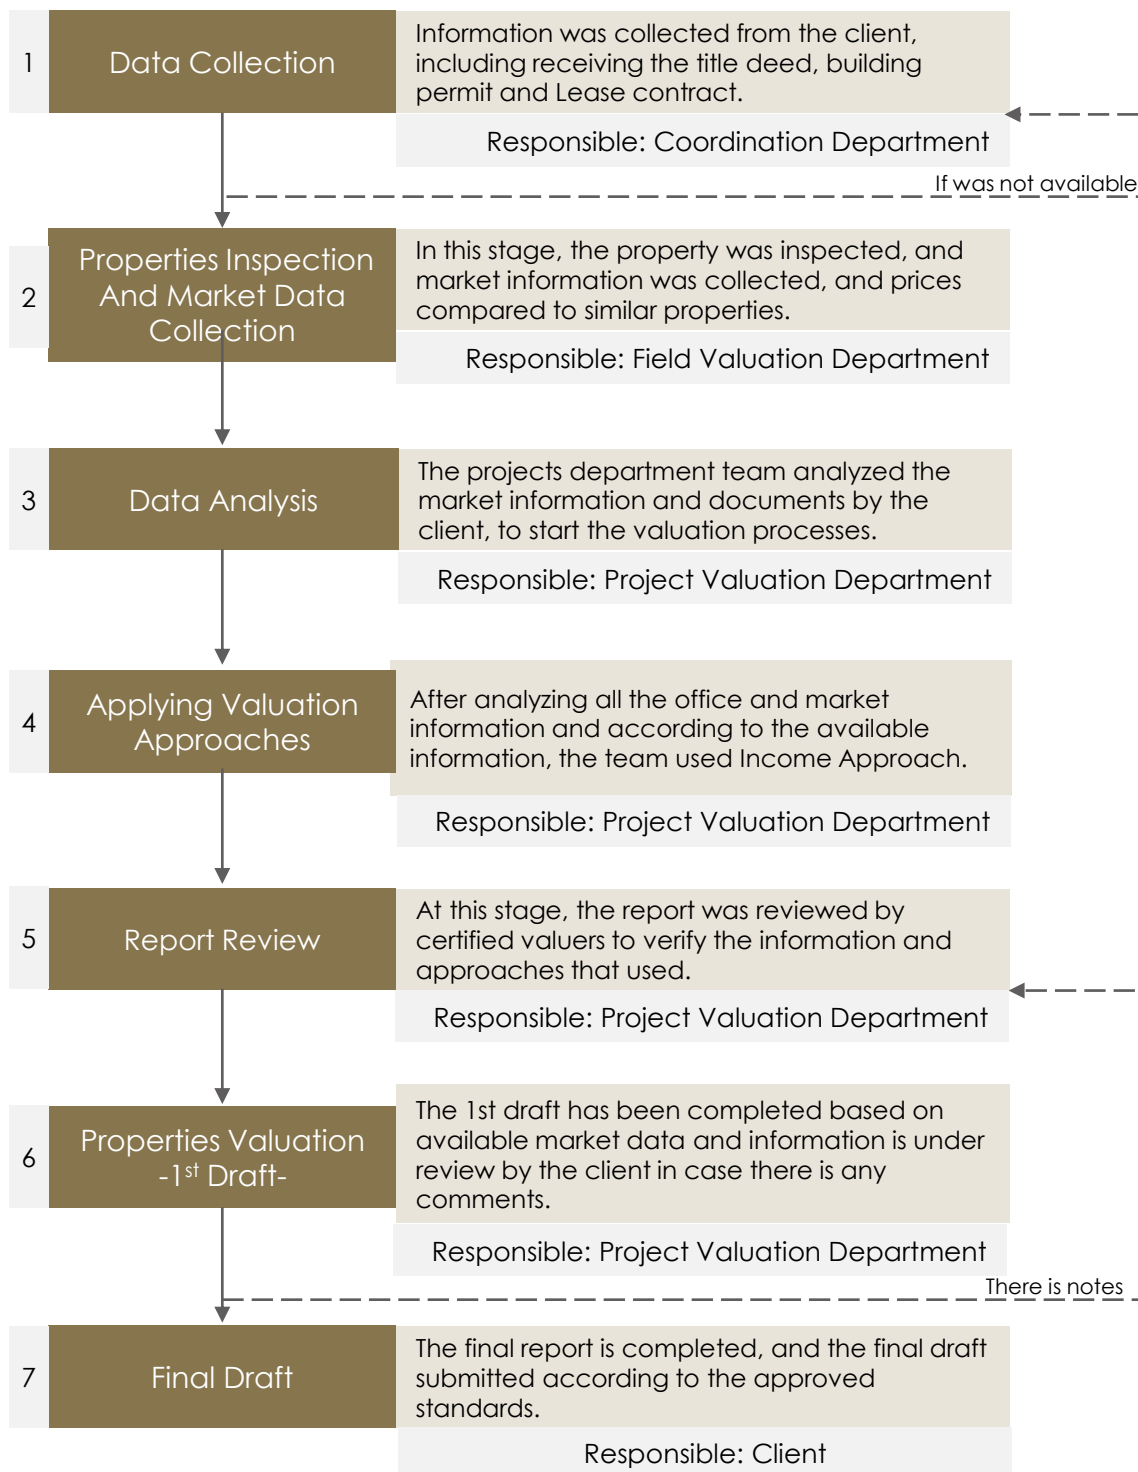 1
Data Collection
Information was collected from the client,
including receiving the title deed, building
permit and Lease contract.
Responsible: Coordination Department
If was not available
2
Properties Inspection
And Market Data
Collection
In this stage, the property was inspected, and
market information was collected, and prices
compared to similar properties.
Responsible: Field Valuation Department
3
Data Analysis
The projects department team analyzed the
market information and documents by the
client, to start the valuation processes.
Responsible: Project Valuation Department
4
Applying Valuation
Approaches
After analyzing all the office and market
information and according to the available
information, the team used Income Approach.
Responsible: Project Valuation Department
5
Report Review
At this stage, the report was reviewed by
certified valuers to verify the information and
approaches that used.
Responsible: Project Valuation Department
6
Properties Valuation
-1st Draft-
The 1st draft has been completed based on
available market data and information is under
review by the client in case there is any
comments.
Responsible: Project Valuation Department
There is notes
7
Final Draft
The final report is completed, and the final draft
submitted according to the approved
standards.
Responsible: Client